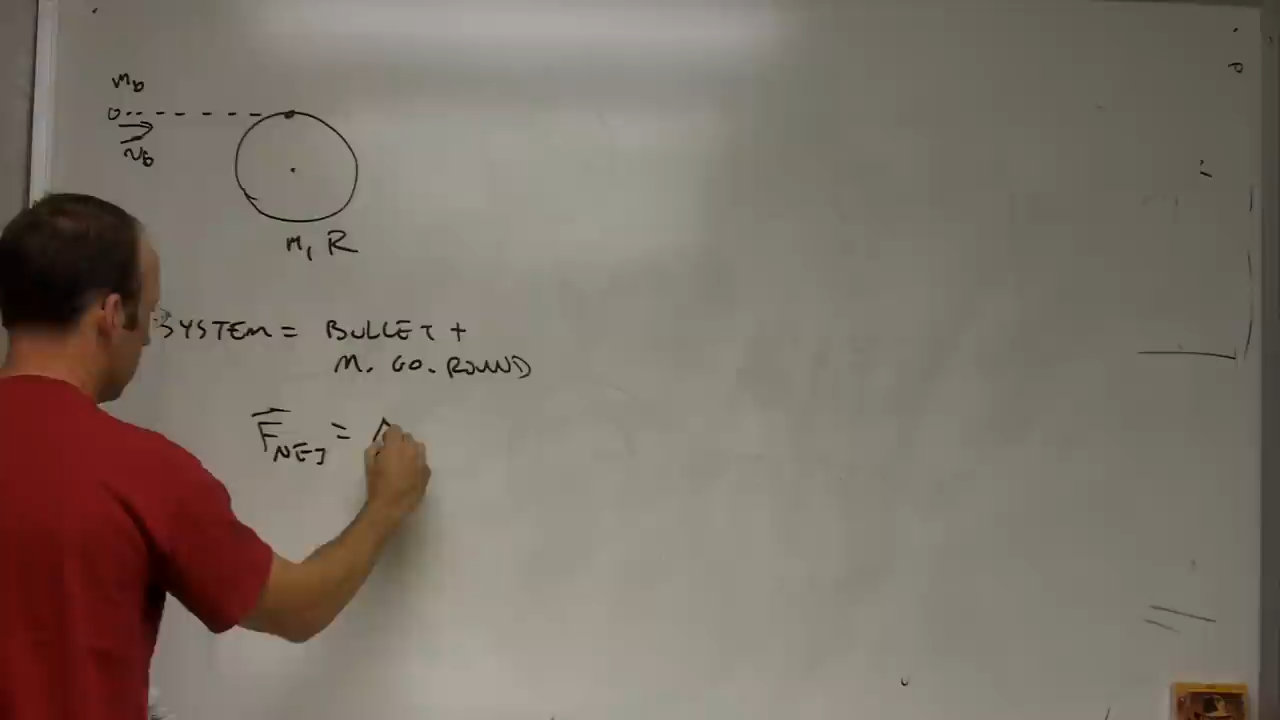 m_b
v_b
M, R
SYSTEM = BULLET +
M. GO. ROUND
F_NET = Δ